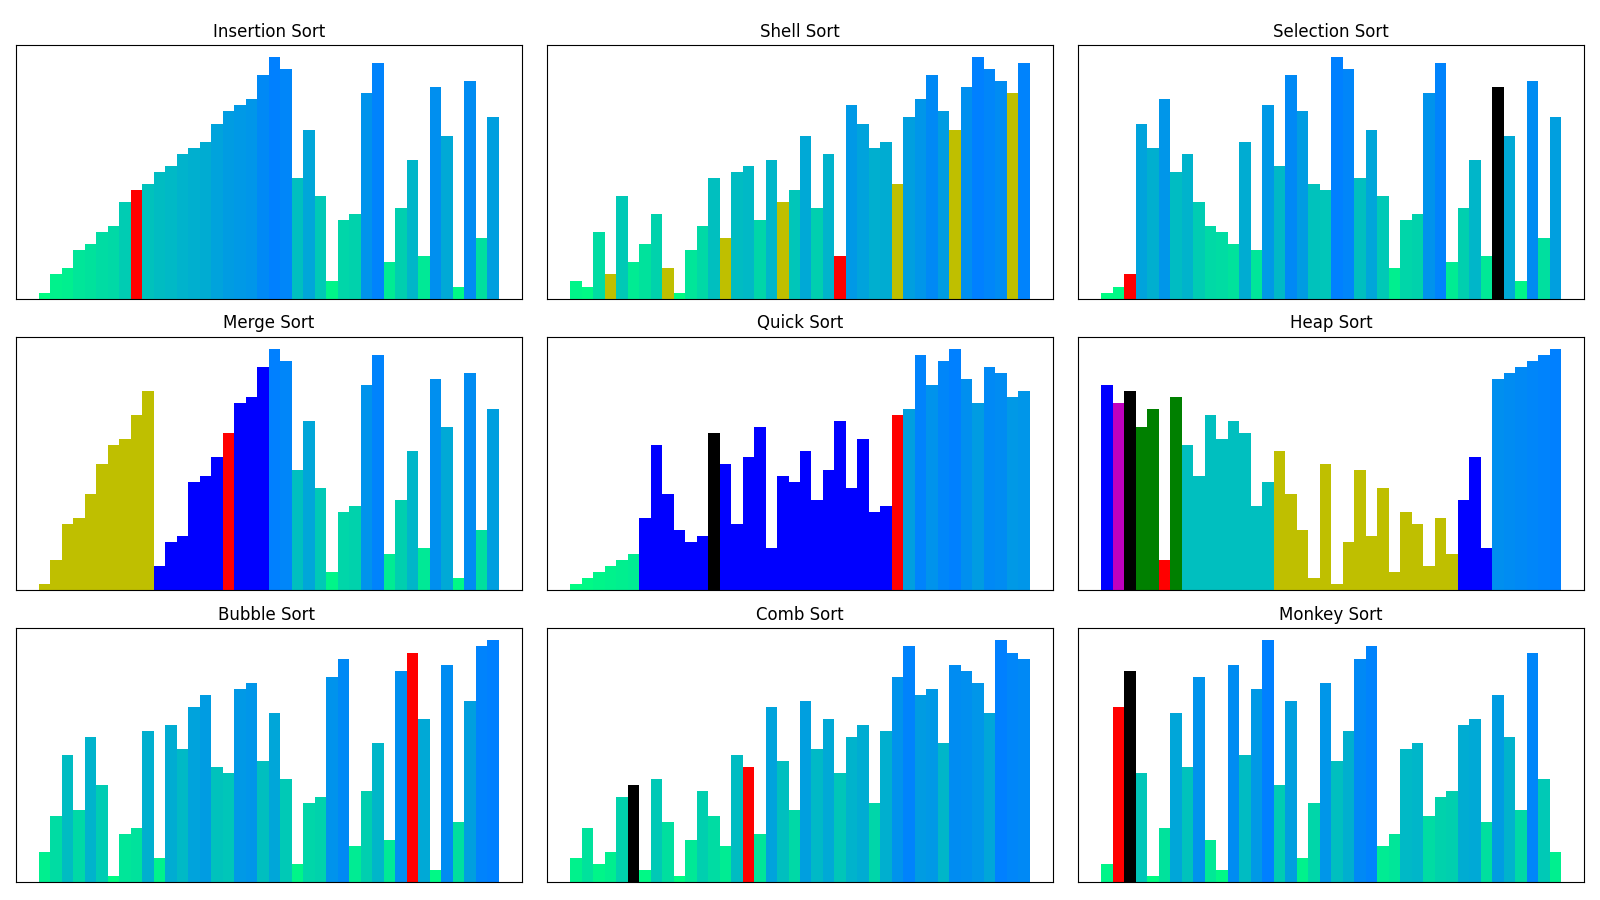 Insertion Sort
Shell Sort
Selection Sort
Merge Sort
Quick Sort
Heap Sort
Bubble Sort
Comb Sort
Monkey Sort